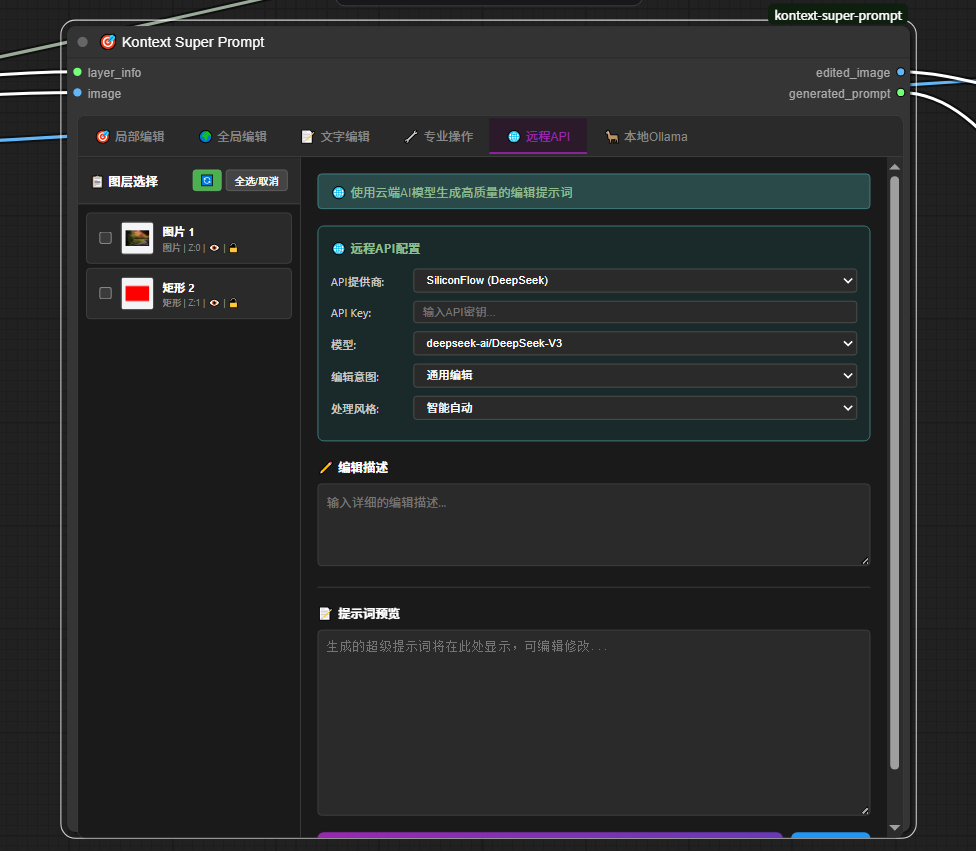 kontext-super-prompt
Kontext Super Prompt
layer_info
edited_image
image
generated_prompt
局部编辑
全局编辑
文字编辑
专业操作
远程API
本地Ollama
图层选择
全选/取消
图片 1
图片 | Z:0 |
|
矩形 2
矩形 | Z:1 |
|
使用云端AI模型生成高质量的编辑提示词
远程API配置
API提供商:
SiliconFlow (DeepSeek)
API Key:
输入API密钥...
模型:
deepseek-ai/DeepSeek-V3
编辑意图:
通用编辑
处理风格:
智能自动
编辑描述
输入详细的编辑描述...
提示词预览
生成的超级提示词将在此处显示，可编辑修改...